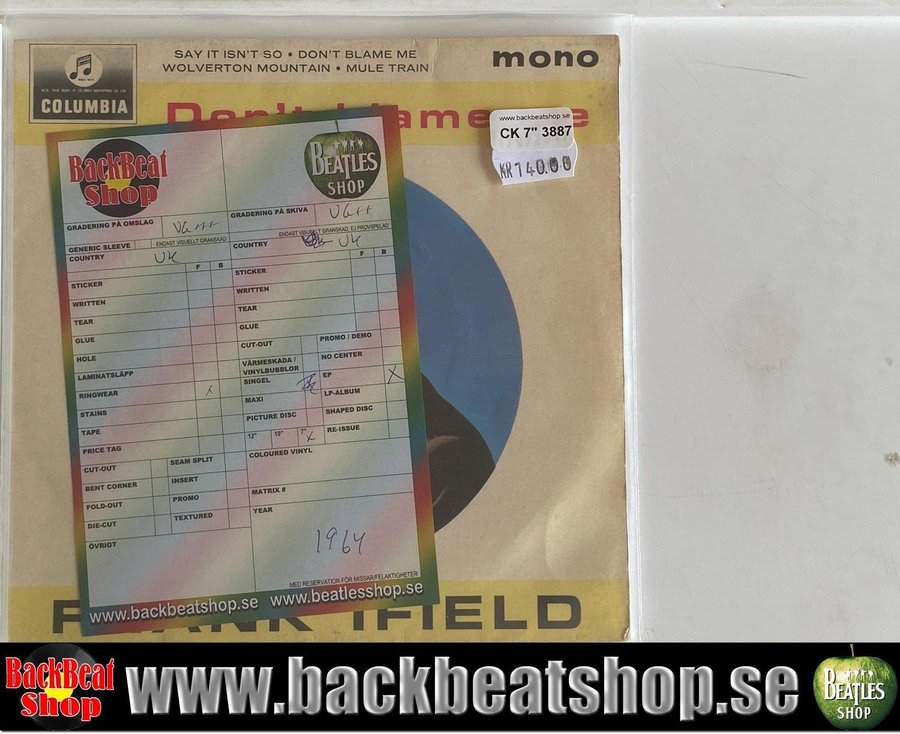 COLUMBIA
SAY IT ISN'T SO • DON'T BLAME ME
WOLVERTON MOUNTAIN • MULE TRAIN
mono
www.backbeatshop.se
CK 7" 3887
KR 140.00
BackBeat
Shop
BEATLES
SHOP
GRADERING PÅ OMSLAG
VG+++
GENERIC SLEEVE
ENDAST VISUELLT GRANSKAD
COUNTRY
UK
F B
STICKER
WRITTEN
TEAR
GLUE
HOLE
LAMINATSLÄPP
RINGWEAR
x
STAINS
TAPE
PRICE TAG
CUT-OUT
SEAM SPLIT
BENT CORNER
INSERT
FOLD-OUT
PROMO
DIE-CUT
TEXTURED
ÖVRIGT
GRADERING PÅ SKIVA
VG++
ENDAST VISUELLT GRANSKAD, EJ PROVSPELAD
COUNTRY
UK
F B
STICKER
WRITTEN
TEAR
GLUE
CUT-OUT
PROMO / DEMO
VÄRMESKADA /
VINYLBUBBLOR
NO CENTER
SINGEL
EP
X
MAXI
LP-ALBUM
PICTURE DISC
SHAPED DISC
12" 10" 7" x
RE-ISSUE
COLOURED VINYL
MATRIX #
YEAR
1964
MED RESERVATION FÖR MISSAR/FELAKTIGHETER
www.backbeatshop.se www.beatlesshop.se
IFIELD
BackBeat
Shop
www.backbeatshop.se
BEATLES
SHOP